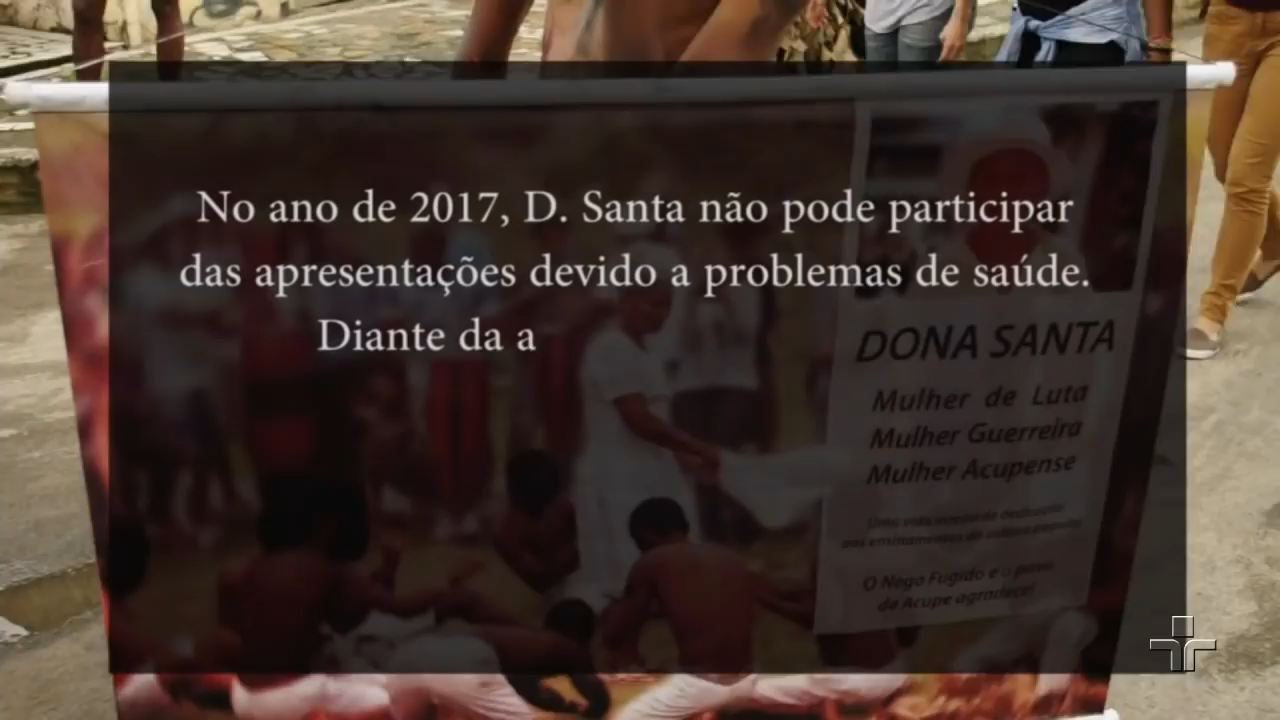 No ano de 2017, D. Santa não pode participar
das apresentações devido a problemas de saúde.
Diante da a
DONA SANTA
Mulher de Luta
Mulher Guerreira
Mulher Acupense
O Nego Fugido e o povo
de Acupe agradece!